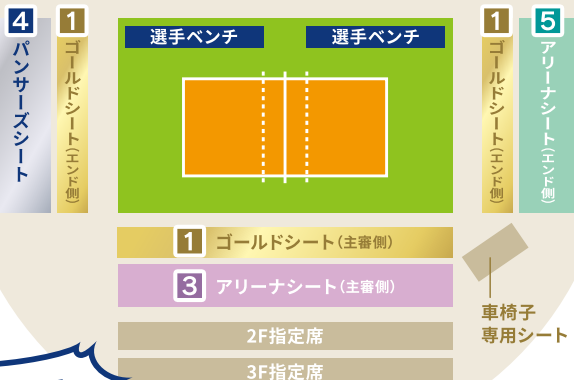 4
パンサーズシート
1
ゴールドシート(エンド側)
選手ベンチ
選手ベンチ
1
ゴールドシート(エンド側)
5
アリーナシート(エンド側)
1 ゴールドシート(主審側)
3 アリーナシート(主審側)
車椅子
専用シート
2F指定席
3F指定席